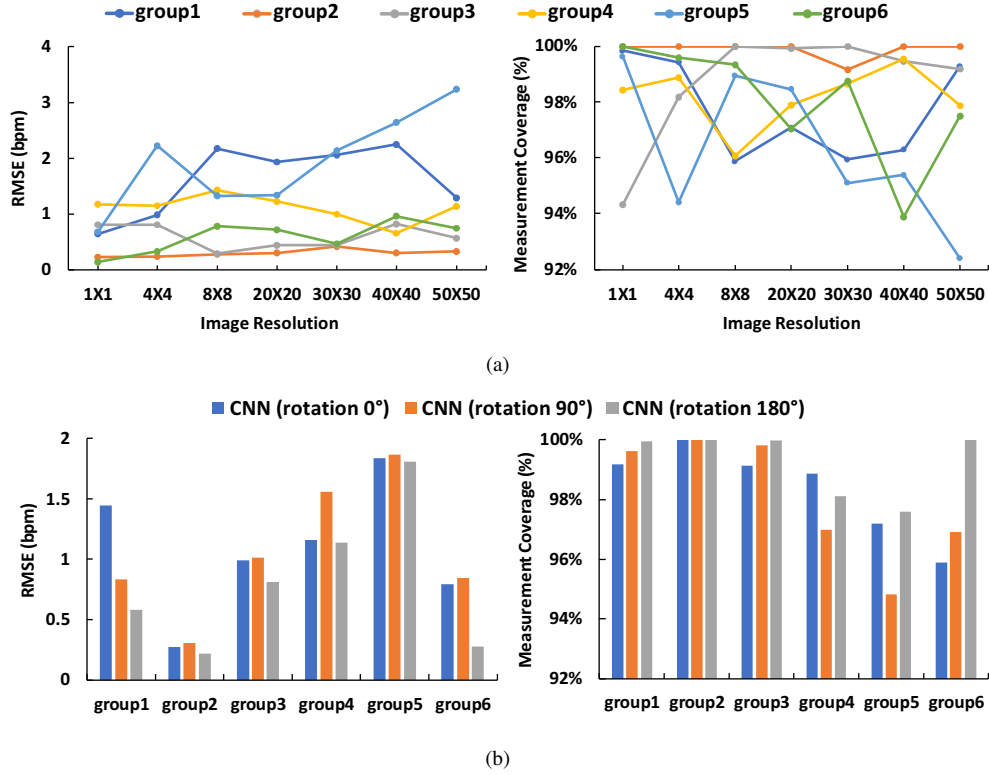 group1 group2 group3 group4 group5 group6
4
3
2
1
0
RMSE (bpm)
1X1 4X4 8X8 20X20 30X30 40X40 50X50
Image Resolution
100%
98%
96%
94%
92%
Measurement Coverage (%)
1X1 4X4 8X8 20X20 30X30 40X40 50X50
Image Resolution
(a)
CNN (rotation 0°) CNN (rotation 90°) CNN (rotation 180°)
2
1.5
1
0.5
0
RMSE (bpm)
group1 group2 group3 group4 group5 group6
100%
98%
96%
94%
92%
Measurement Coverage (%)
group1 group2 group3 group4 group5 group6
(b)